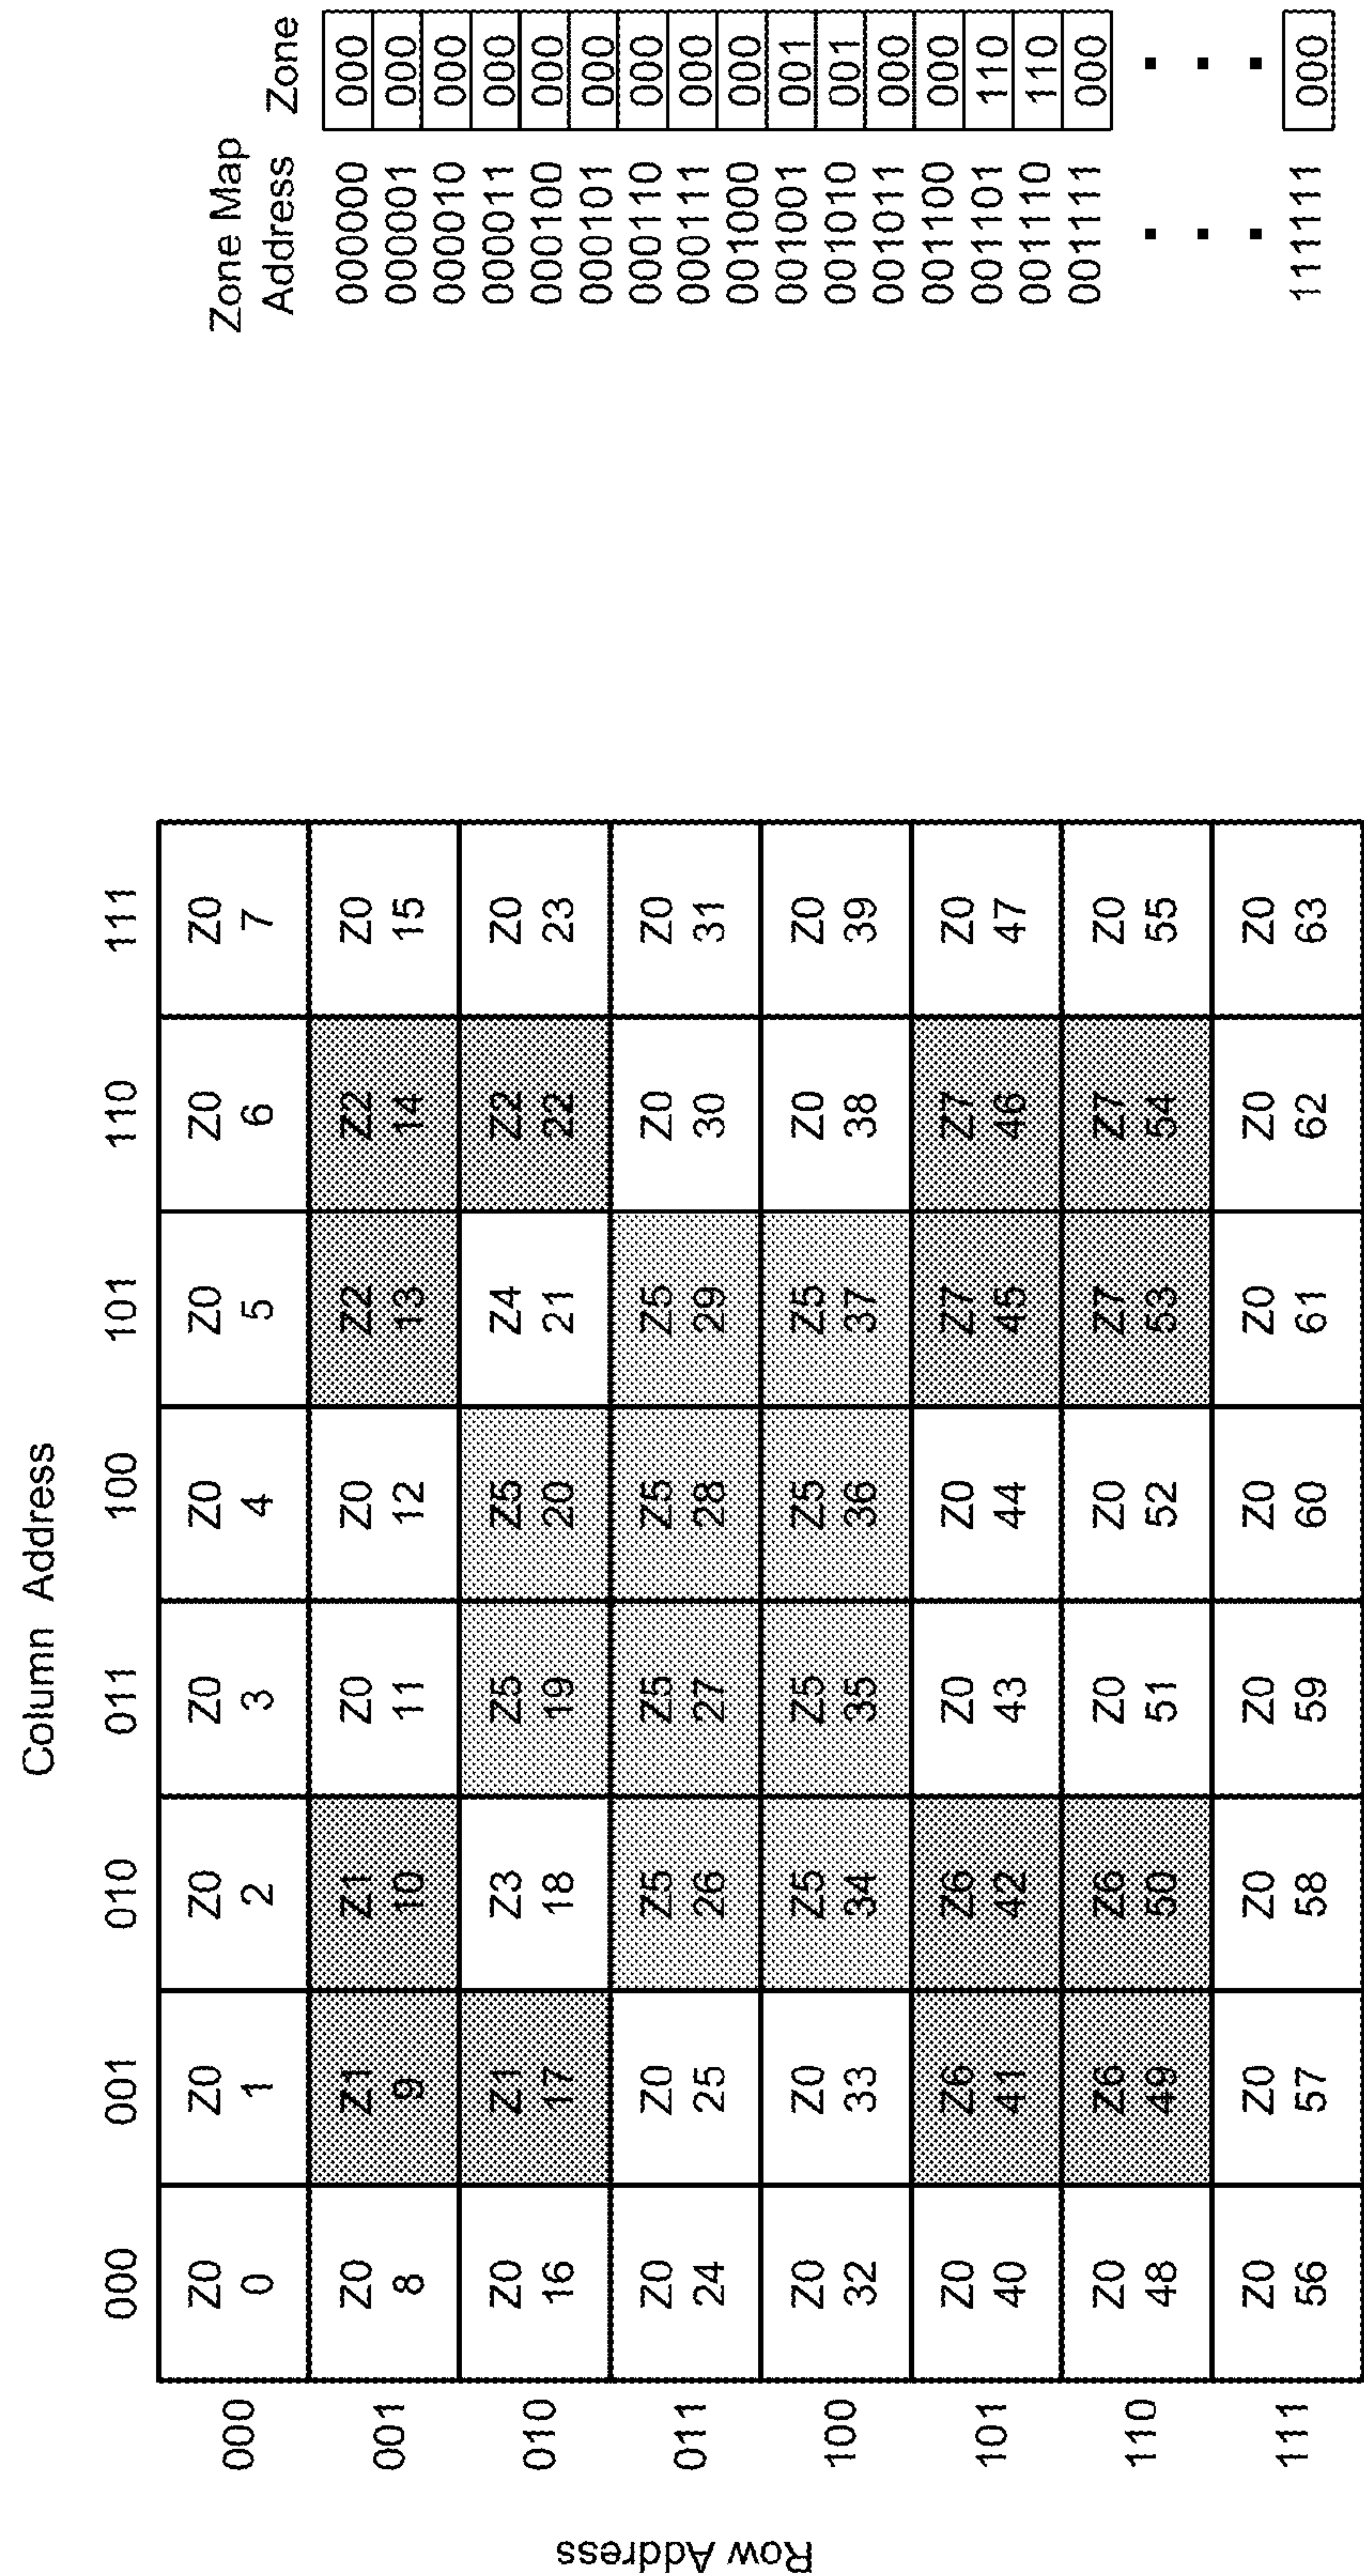 Column Address
000 001 010 011 100 101 110 111
Row Address
000 Z0 Z0 Z0 Z0 Z0 Z0 Z0 Z0
0 1 2 3 4 5 6 7
001 Z0 Z1 Z1 Z0 Z0 Z2 Z2 Z0
8 9 10 11 12 13 14 15
010 Z0 Z1 Z3 Z5 Z5 Z4 Z2 Z0
16 17 18 19 20 21 22 23
011 Z0 Z0 Z5 Z5 Z5 Z5 Z0 Z0
24 25 26 27 28 29 30 31
100 Z0 Z0 Z5 Z5 Z5 Z5 Z0 Z0
32 33 34 35 36 37 38 39
101 Z0 Z6 Z6 Z0 Z0 Z7 Z7 Z0
40 41 42 43 44 45 46 47
110 Z0 Z6 Z6 Z0 Z0 Z7 Z7 Z0
48 49 50 51 52 53 54 55
111 Z0 Z0 Z0 Z0 Z0 Z0 Z0 Z0
56 57 58 59 60 61 62 63
Zone Map
Address Zone
000000 000
000001 000
000010 000
000011 000
000100 000
000101 000
000110 000
000111 000
001000 000
001001 001
001010 001
001011 000
001100 000
001101 110
001110 110
001111 000
111111 000